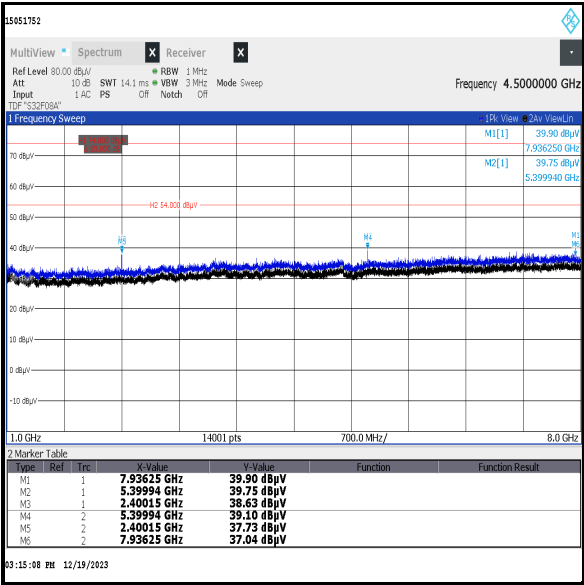 15051752
MultiView Spectrum X Receiver X
Ref Level 80.00 dBµV RBW 1 MHz
Att 10 dB SWT 14.1 ms VBW 3 MHz Mode Sweep Frequency 4.5000000 GHz
Input 1 AC PS Off Notch Off
TDF "S32F08A"
1 Frequency Sweep 1Pk View 2Av ViewLin
M1[1] 39.90 dBµV
7.936250 GHz
M2[1] 39.75 dBµV
5.399940 GHz
70 dBµV
60 dBµV
H2 54.000 dBµV
50 dBµV
M4
M1
40 dBµV
M5
M6
20 dBµV
10 dBµV
0 dBµV
-10 dBµV
1.0 GHz 14001 pts 700.0 MHz/ 8.0 GHz
2 Marker Table
Type Ref Trc X-Value Y-Value Function Function Result
M1 1 7.93625 GHz 39.90 dBµV
M2 1 5.39994 GHz 39.75 dBµV
M3 1 2.40015 GHz 38.63 dBµV
M4 2 5.39994 GHz 39.10 dBµV
M5 2 2.40015 GHz 37.73 dBµV
M6 2 7.93625 GHz 37.04 dBµV
03:15:08 PM 12/19/2023